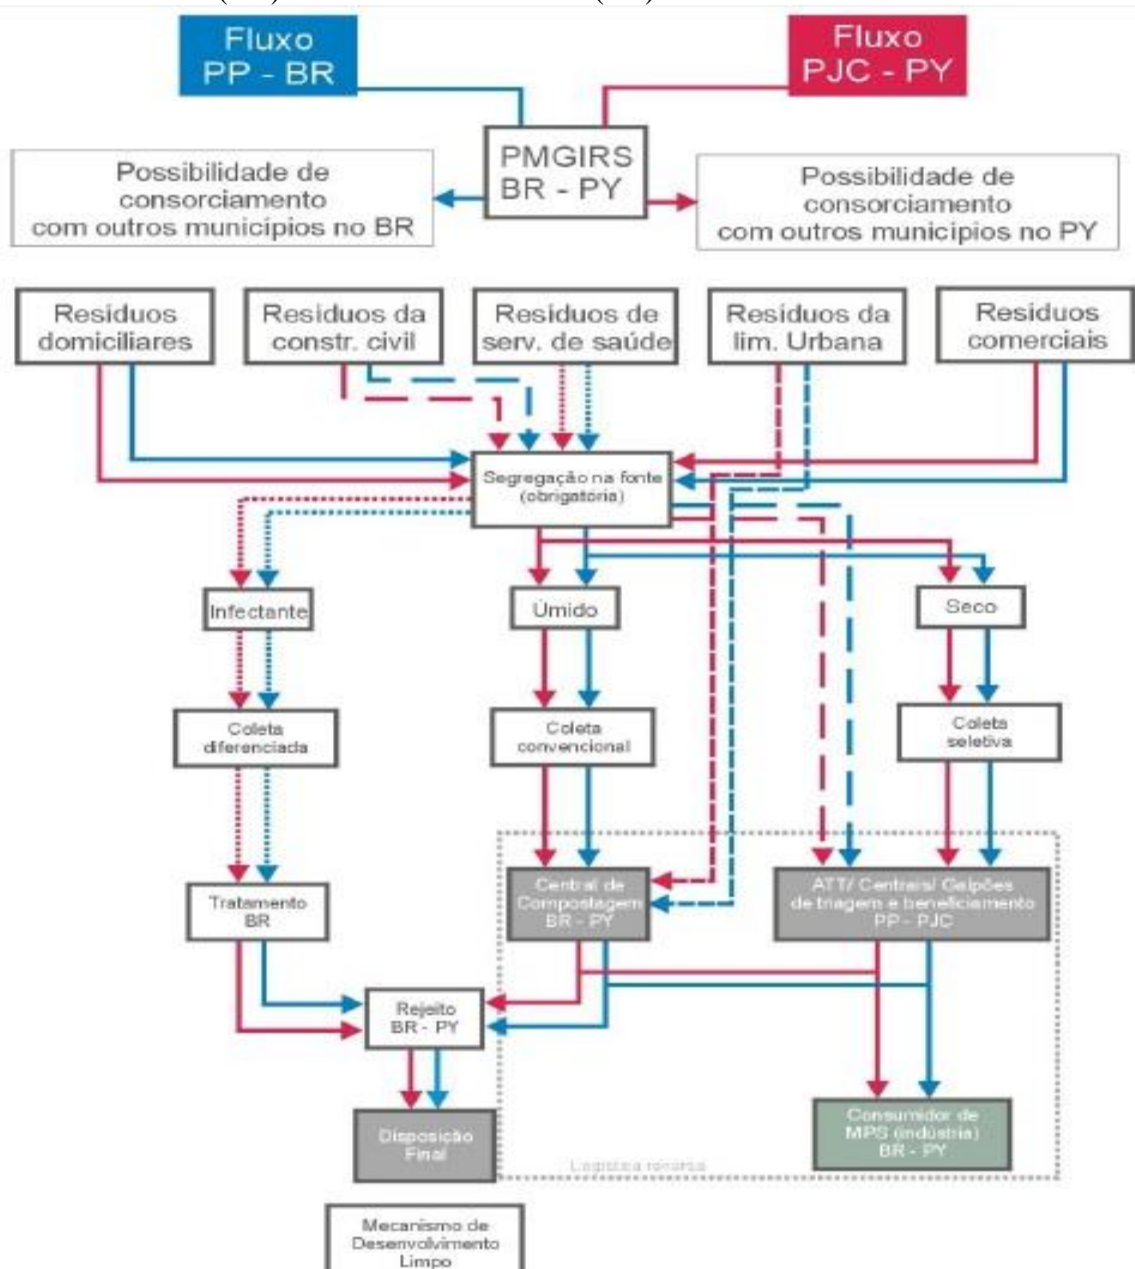 Fluxo
PP - BR
Fluxo
PJC - PY
PMGIRS
BR - PY
Possibilidade de
consorciamento
com outros municípios no BR
Possibilidade de
consorciamento
com outros municípios no PY
Resíduos
domiciliares
Resíduos da
constr. civil
Resíduos de
serv. de saúde
Resíduos da
lim. Urbana
Resíduos
comerciais
Segregação na fonte
(obrigatória)
Infectante
Úmido
Seco
Coleta
diferenciada
Coleta
convencional
Coleta
seletiva
Tratamento
BR
Central de
Compostagem
BR - PY
ATT/ Centrais/ Galpões
de triagem e beneficiamento
PP - PJC
Rejeito
BR - PY
Disposição
Final
Consumidor de
MPS (indústria)
BR - PY
Logística reversa
Mecanismo de
Desenvolvimento
Limpo